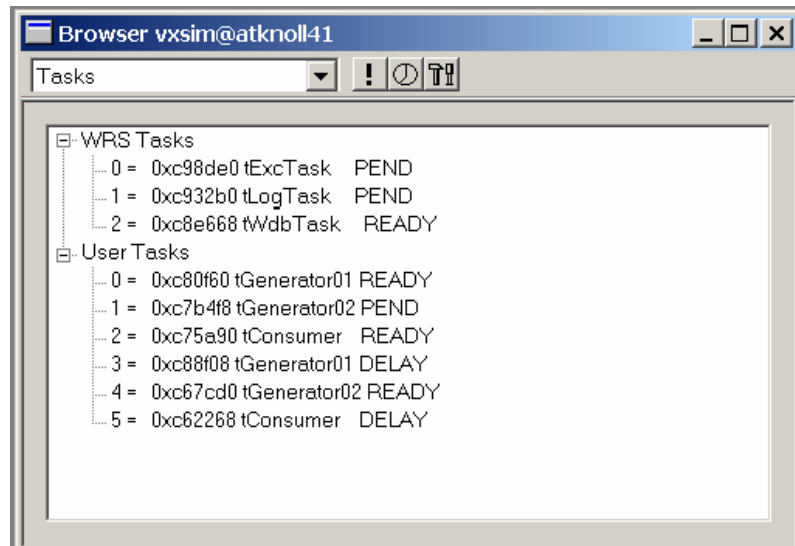 Browser vxsim@atknoll41
Tasks
WRS Tasks
0 = 0xc98de0 tExcTask PEND
1 = 0xc932b0 tLogTask PEND
2 = 0xc8e668 tWdbTask READY
User Tasks
0 = 0xc80f60 tGenerator01 READY
1 = 0xc7b4f8 tGenerator02 PEND
2 = 0xc75a90 tConsumer READY
3 = 0xc88f08 tGenerator01 DELAY
4 = 0xc67cd0 tGenerator02 READY
5 = 0xc62268 tConsumer DELAY